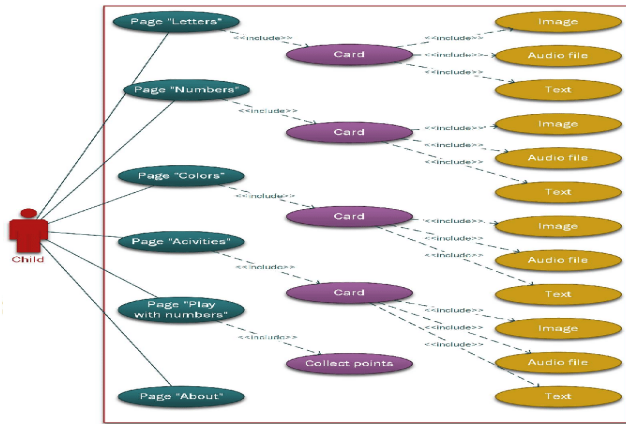 Page "Letters"
<<include>>
Card
<<include>>
Image
<<include>>
Audio file
<<include>>
Text
Page "Numbers"
<<include>>
Card
<<include>>
Image
<<include>>
Audio file
<<include>>
Text
Page "Colors"
<<include>>
Card
<<include>>
Image
<<include>>
Audio file
<<include>>
Text
Child
Page "Acivities"
<<include>>
Card
<<include>>
Image
<<include>>
Audio file
<<include>>
Text
Page "Play
with numbers"
<<include>>
Collect points
Page "About"